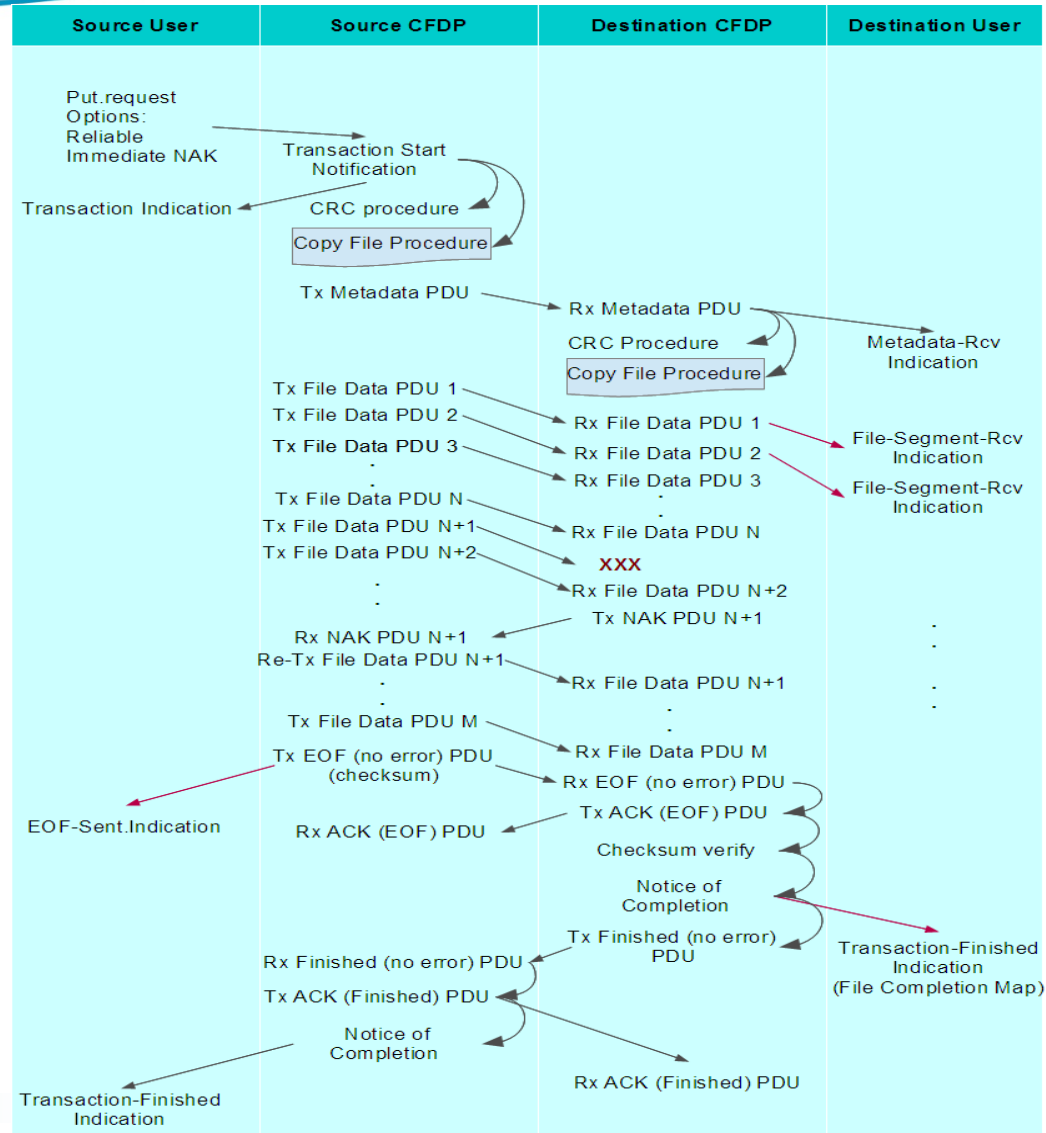 Source User
Source CFDP
Destination CFDP
Destination User
Put.request
Options:
Reliable
Immediate NAK
Transaction Start
Notification
Transaction Indication
CRC procedure
Copy File Procedure
Tx Metadata PDU
Rx Metadata PDU
CRC Procedure
Metadata-Rcv
Indication
Copy File Procedure
Tx File Data PDU 1
Tx File Data PDU 2
Rx File Data PDU 1
File-Segment-Rcv
Indication
Tx File Data PDU 3
Rx File Data PDU 2
.
.
Rx File Data PDU 3
File-Segment-Rcv
Indication
.
.
Tx File Data PDU N
Tx File Data PDU N+1
Rx File Data PDU N
Tx File Data PDU N+2
XXX
.
.
Rx File Data PDU N+2
Tx NAK PDU N+1
.
.
Rx NAK PDU N+1
Re-Tx File Data PDU N+1
Rx File Data PDU N+1
.
.
.
.
.
.
Tx File Data PDU M
Rx File Data PDU M
Tx EOF (no error) PDU
(checksum)
Rx EOF (no error) PDU
Tx ACK (EOF) PDU
EOF-Sent.Indication
Rx ACK (EOF) PDU
Checksum verify
Notice of
Completion
Tx Finished (no error)
PDU
Transaction-Finished
Indication
(File Completion Map)
Rx Finished (no error) PDU
Tx ACK (Finished) PDU
Notice of
Completion
Rx ACK (Finished) PDU
Transaction-Finished
Indication